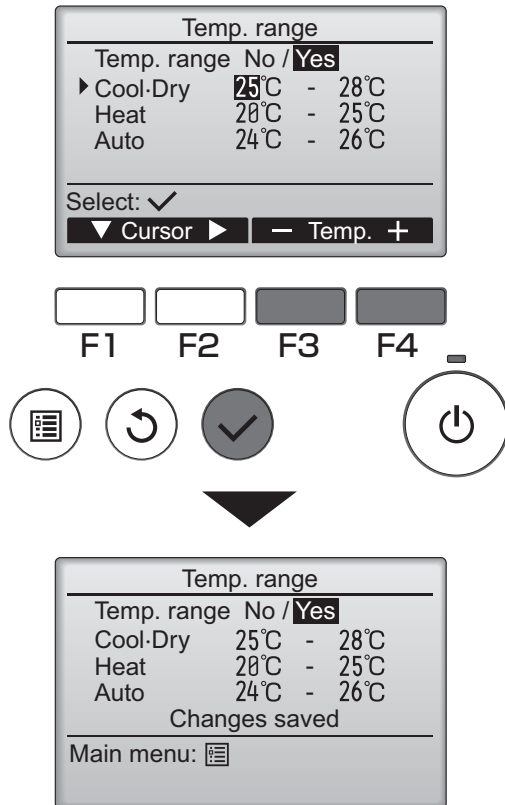 Temp. range
Temp. range No / Yes
Cool·Dry 25°C - 28°C
Heat 20°C - 25°C
Auto 24°C - 26°C
Select: ✓
▼ Cursor ▶ − Temp. +
F1 F2 F3 F4
Temp. range
Temp. range No / Yes
Cool·Dry 25°C - 28°C
Heat 20°C - 25°C
Auto 24°C - 26°C
Changes saved
Main menu: